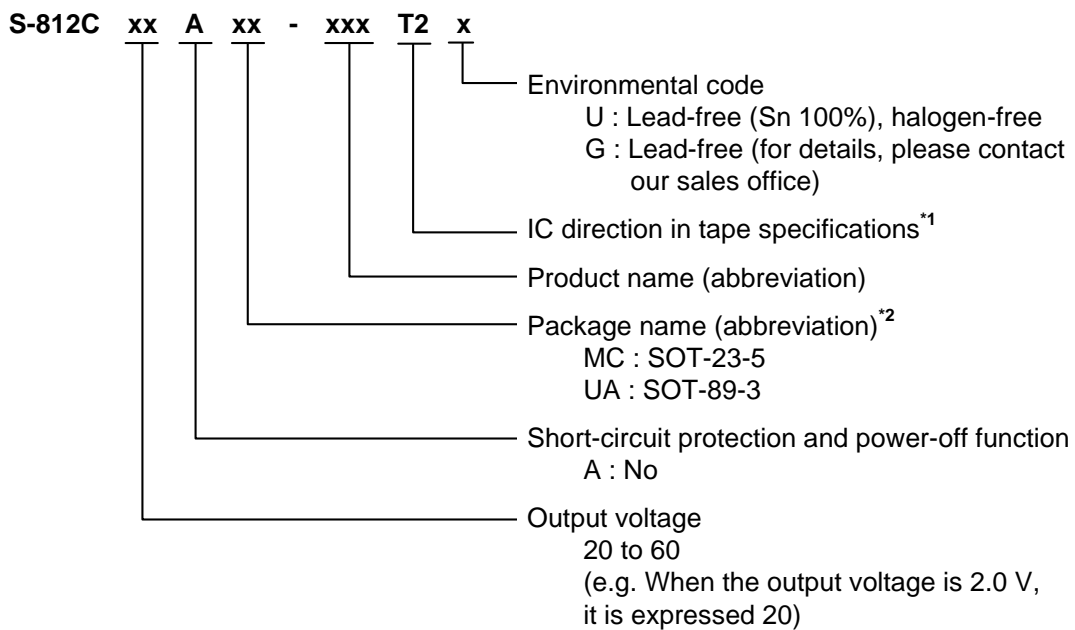 S-812C xx A xx - xxx T2 x
Environmental code
U : Lead-free (Sn 100%), halogen-free
G : Lead-free (for details, please contact
our sales office)
IC direction in tape specifications*1
Product name (abbreviation)
Package name (abbreviation)*2
MC : SOT-23-5
UA : SOT-89-3
Short-circuit protection and power-off function
A : No
Output voltage
20 to 60
(e.g. When the output voltage is 2.0 V,
it is expressed 20)